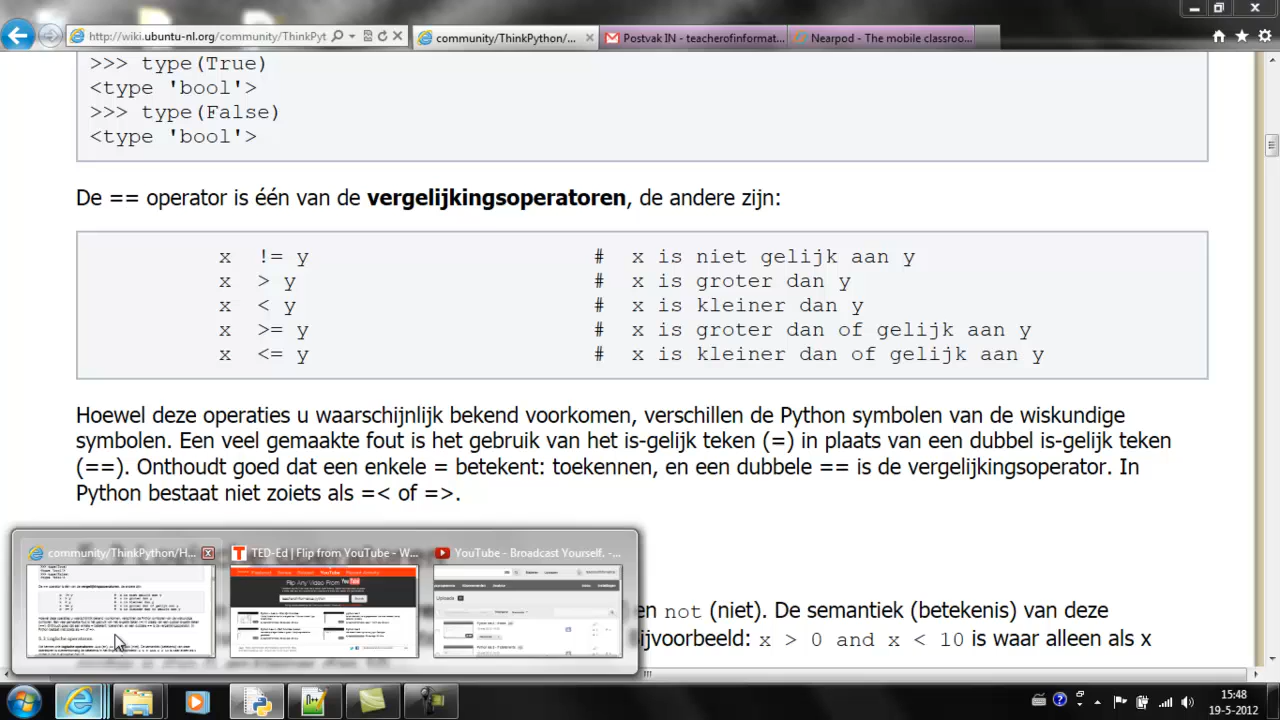 http://wiki.ubuntu-nl.org/community/ThinkPyt
community/ThinkPython/...
Postvak IN - teacherofinformat...
Nearpod - The mobile classroo...
>>> type(True)
<type 'bool'>
>>> type(False)
<type 'bool'>
De == operator is één van de vergelijkingsoperatoren, de andere zijn:
x != y # x is niet gelijk aan y
x > y # x is groter dan y
x < y # x is kleiner dan y
x >= y # x is groter dan of gelijk aan y
x <= y # x is kleiner dan of gelijk aan y
Hoewel deze operaties u waarschijnlijk bekend voorkomen, verschillen de Python symbolen van de wiskundige
symbolen. Een veel gemaakte fout is het gebruik van het is-gelijk teken (=) in plaats van een dubbel is-gelijk teken
(==). Onthoudt goed dat een enkele = betekent: toekennen, en een dubbele == is de vergelijkingsoperator. In
Python bestaat niet zoiets als =< of =>.
community/ThinkPython/H...
TED-Ed | Flip from YouTube - W...
YouTube - Broadcast Yourself. -...
Flip Any Video From YouTube
Uploads
en not (niet). De semantiek (betekenis) van deze
ijvoorbeeld: x > 0 and x < 10 is waar alleen als x
15:48
19-5-2012